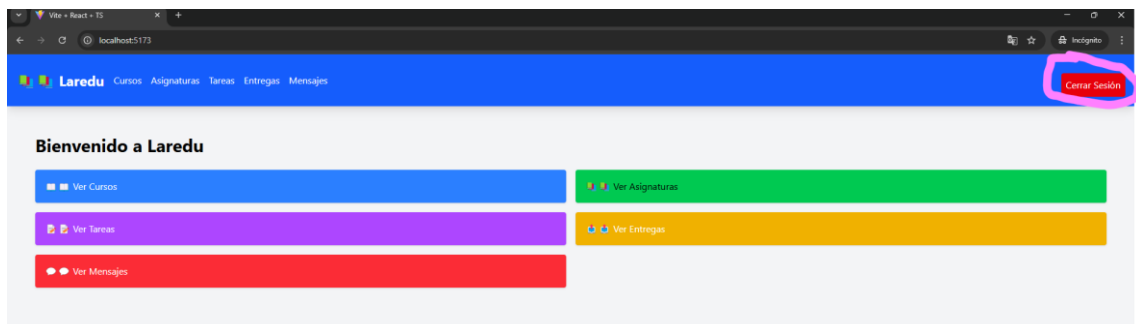 Vite + React + TS
localhost:5173
Incógnito
Laredu Cursos Asignaturas Tareas Entregas Mensajes
Cerrar Sesión
Bienvenido a Laredu
Ver Cursos
Ver Asignaturas
Ver Tareas
Ver Entregas
Ver Mensajes